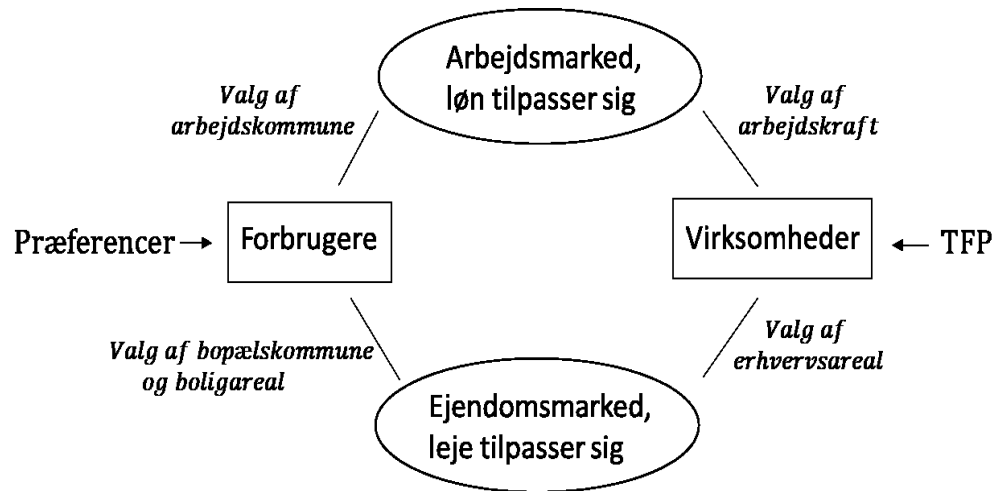 Arbejdsmarked,
løn tilpasser sig
Valg af
arbejdskommune
Valg af
arbejdskraft
Præferencer
Forbrugere
Virksomheder
TFP
Valg af bopælskommune
og boligareal
Valg af
erhvervsareal
Ejendomsmarked,
leje tilpasser sig